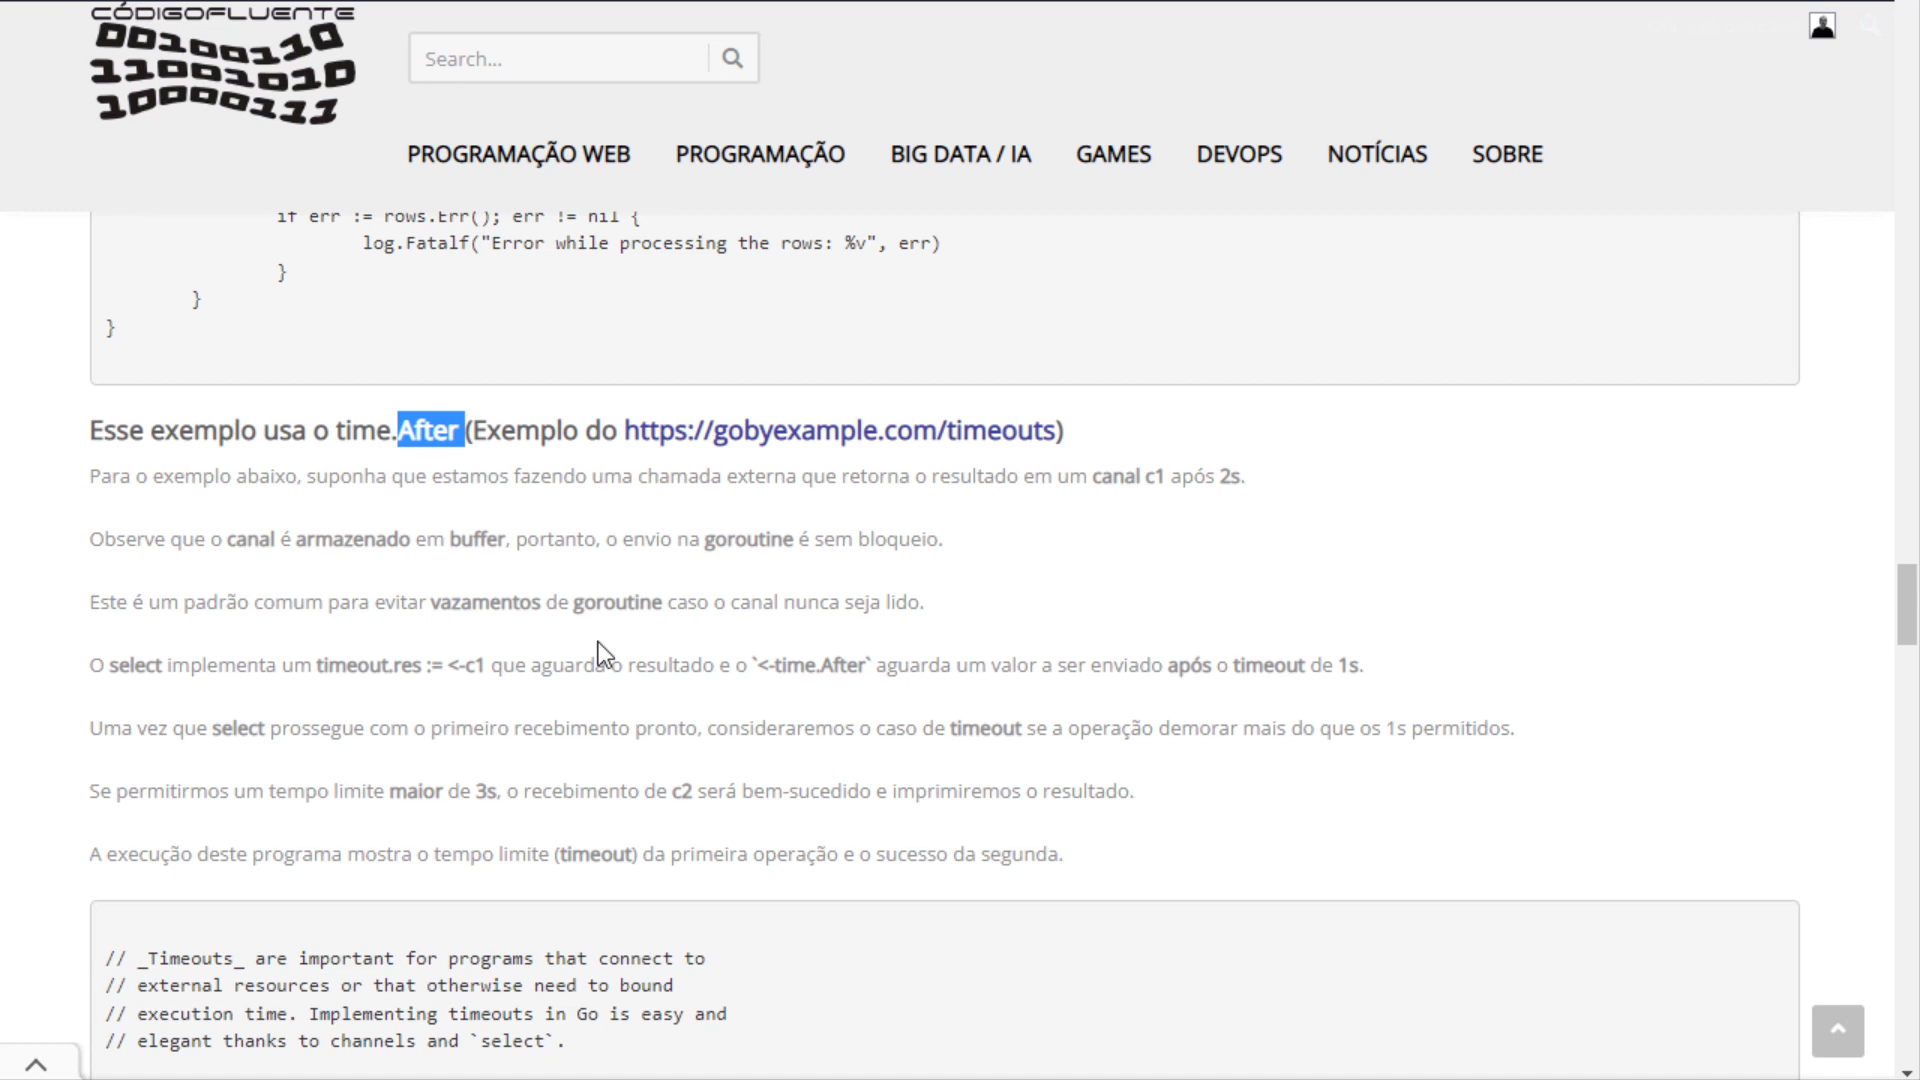 CÓDIGOFLUENTE
00100110
11001010
10000111
Search...
PROGRAMAÇÃO WEB PROGRAMAÇÃO BIG DATA / IA GAMES DEVOPS NOTÍCIAS SOBRE
if err := rows.Err(); err != nil {
log.Fatalf("Error while processing the rows: %v", err)
}
}
}
Esse exemplo usa o time.After (Exemplo do https://gobyexample.com/timeouts)
Para o exemplo abaixo, suponha que estamos fazendo uma chamada externa que retorna o resultado em um canal c1 após 2s.
Observe que o canal é armazenado em buffer, portanto, o envio na goroutine é sem bloqueio.
Este é um padrão comum para evitar vazamentos de goroutine caso o canal nunca seja lido.
O select implementa um timeout.res := <-c1 que aguarda o resultado e o `<-time.After` aguarda um valor a ser enviado após o timeout de 1s.
Uma vez que select prossegue com o primeiro recebimento pronto, consideraremos o caso de timeout se a operação demorar mais do que os 1s permitidos.
Se permitirmos um tempo limite maior de 3s, o recebimento de c2 será bem-sucedido e imprimiremos o resultado.
A execução deste programa mostra o tempo limite (timeout) da primeira operação e o sucesso da segunda.
// _Timeouts_ are important for programs that connect to
// external resources or that otherwise need to bound
// execution time. Implementing timeouts in Go is easy and
// elegant thanks to channels and `select`.